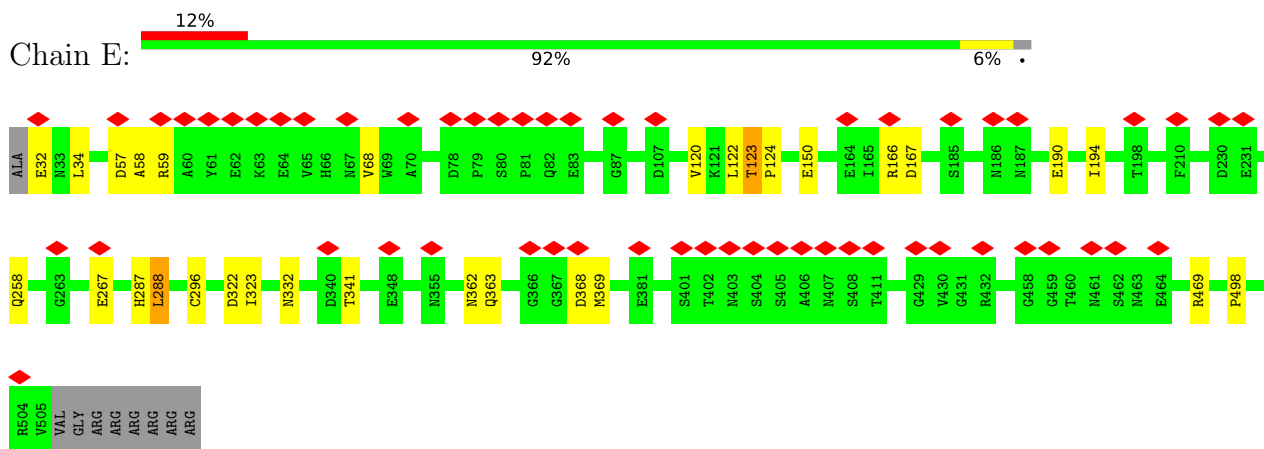 12%
Chain E:
92% 6% •
ALA E32 N33 L34 D57 A58 R59 A60 Y61 E62 K63 E64 V65 H66 N67 V68 W69 A70 D78 P79 S80 P81 Q82 E83 G87 D107 V120 K121 L122 T123 P124 E150 E164 I165 R166 D167 S185 N186 N187 E190 I194 T198 F210 D230 E231
Q258 G263 E267 H287 L288 C296 D322 I323 N332 D340 T341 E348 N355 N362 Q363 G366 G367 D368 M369 E381 S401 T402 N403 S404 S405 A406 N407 S408 T411 G429 V430 G431 R432 G458 G459 T460 N461 S462 N463 E464 R469 P498
R504 V505 VAL GLY ARG ARG ARG ARG ARG ARG